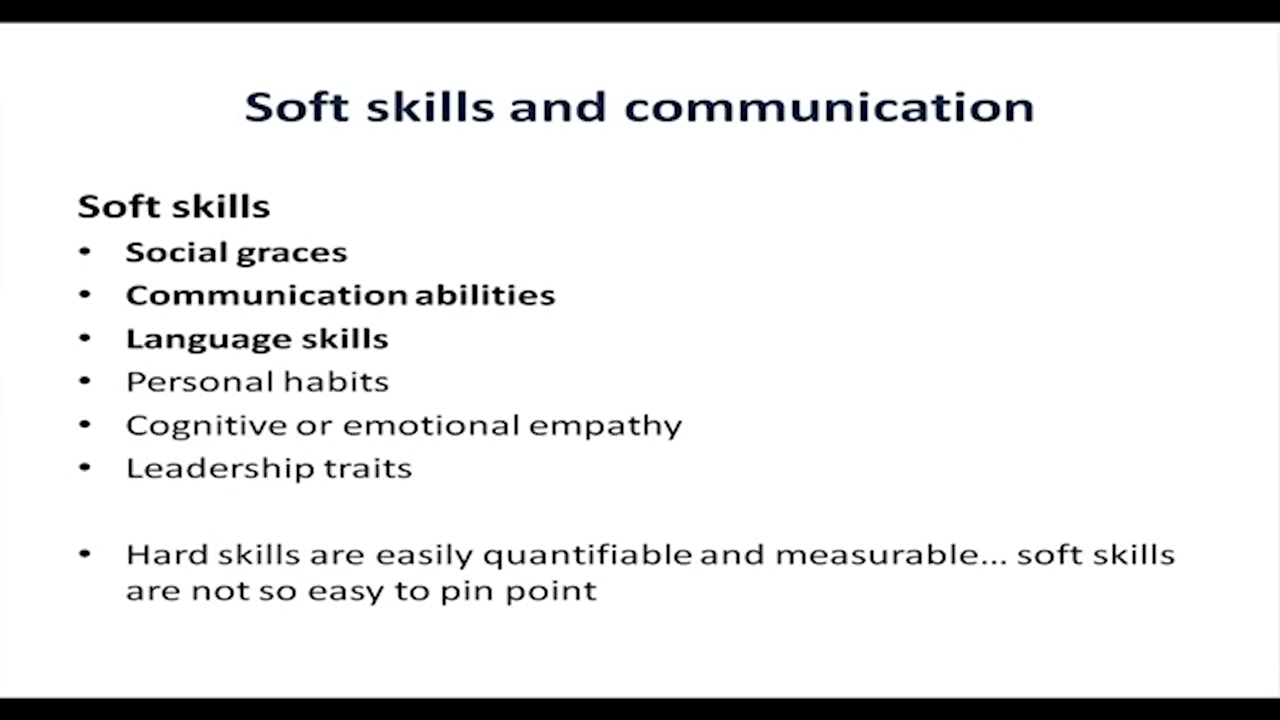 Soft skills and communication
Soft skills
• Social graces
• Communication abilities
• Language skills
• Personal habits
• Cognitive or emotional empathy
• Leadership traits
• Hard skills are easily quantifiable and measurable... soft skills
are not so easy to pin point